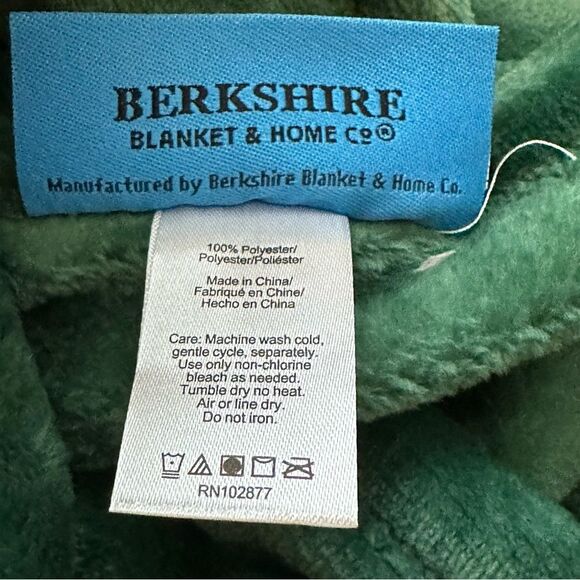 BERKSHIRE
BLANKET & HOME Cº®
Manufactured by Berkshire Blanket & Home Co.
100% Polyester/
Polyester/Poliéster
Made in China/
Fabriqué en Chine/
Hecho en China
Care: Machine wash cold,
gentle cycle, separately.
Use only non-chlorine
bleach as needed.
Tumble dry no heat.
Air or line dry.
Do not iron.
RN102877